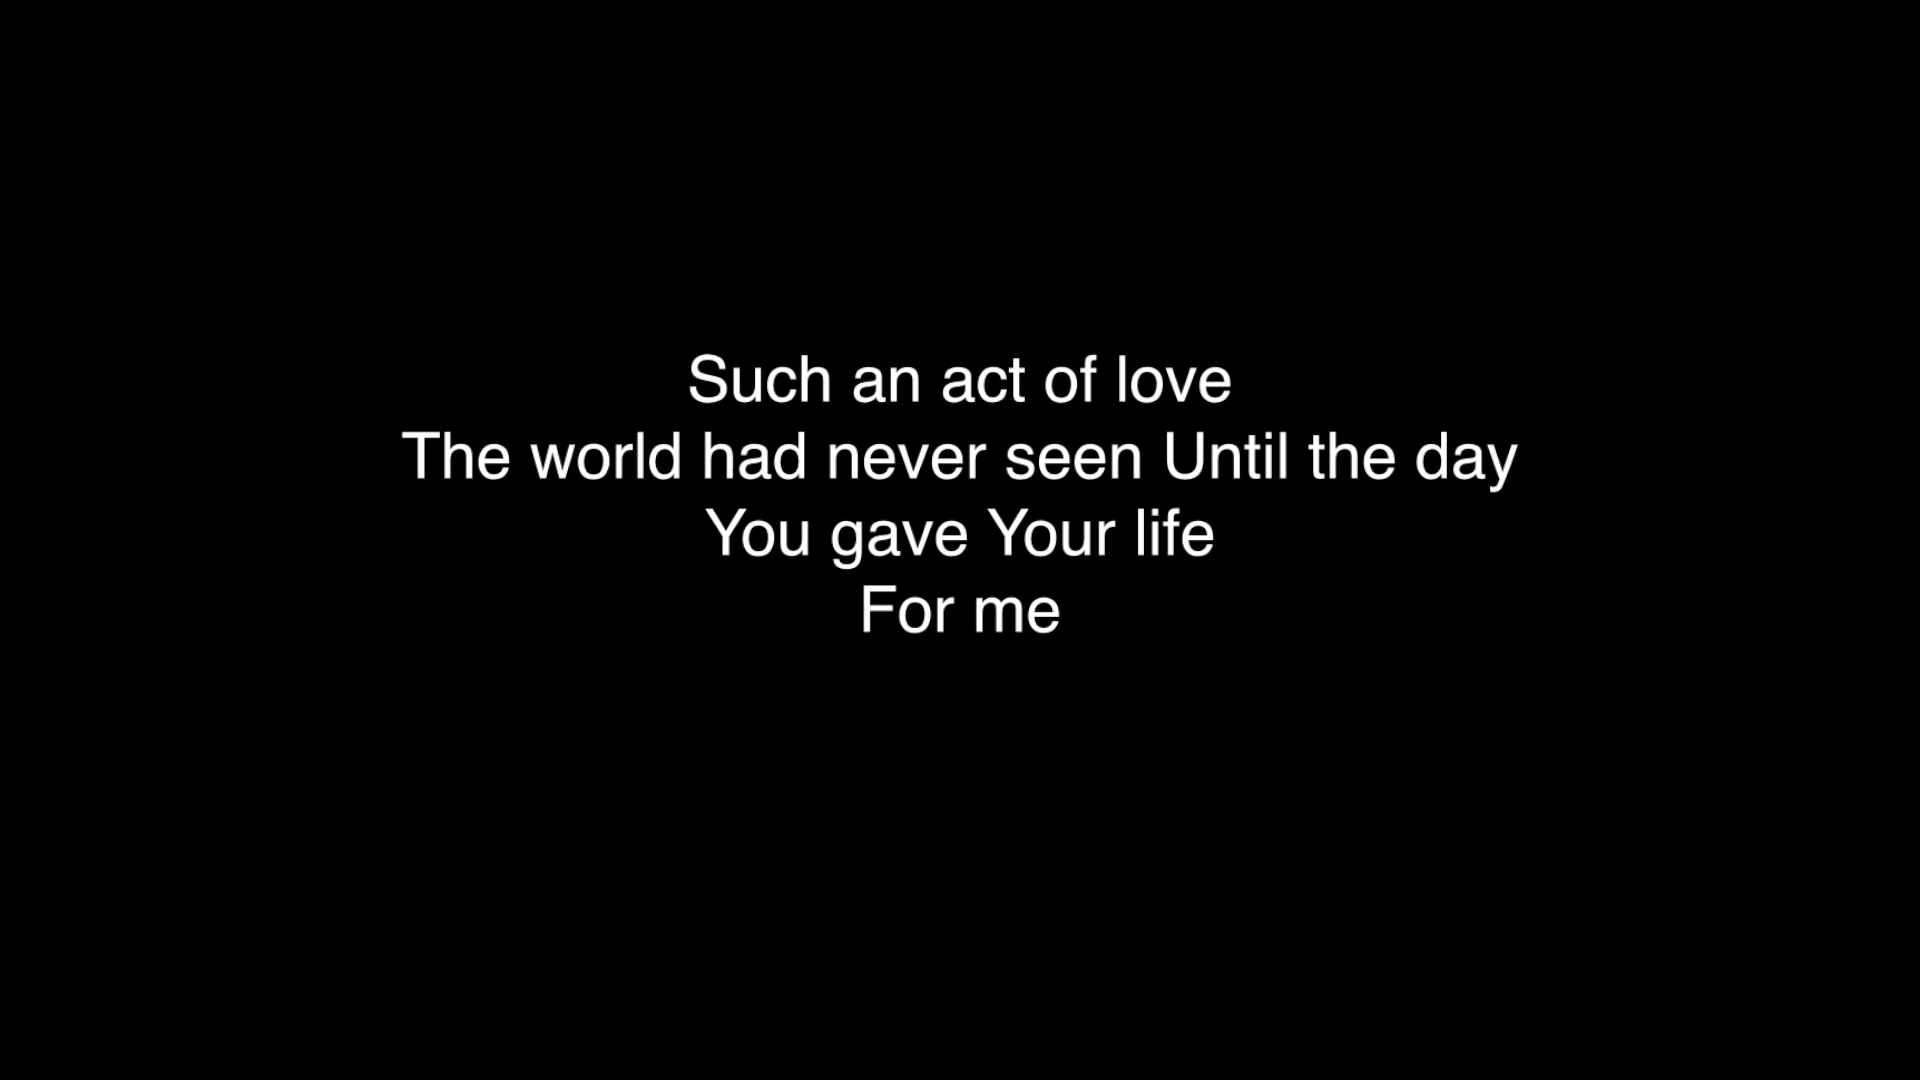 Such an act of love
The world had never seen Until the day
You gave Your life
For me